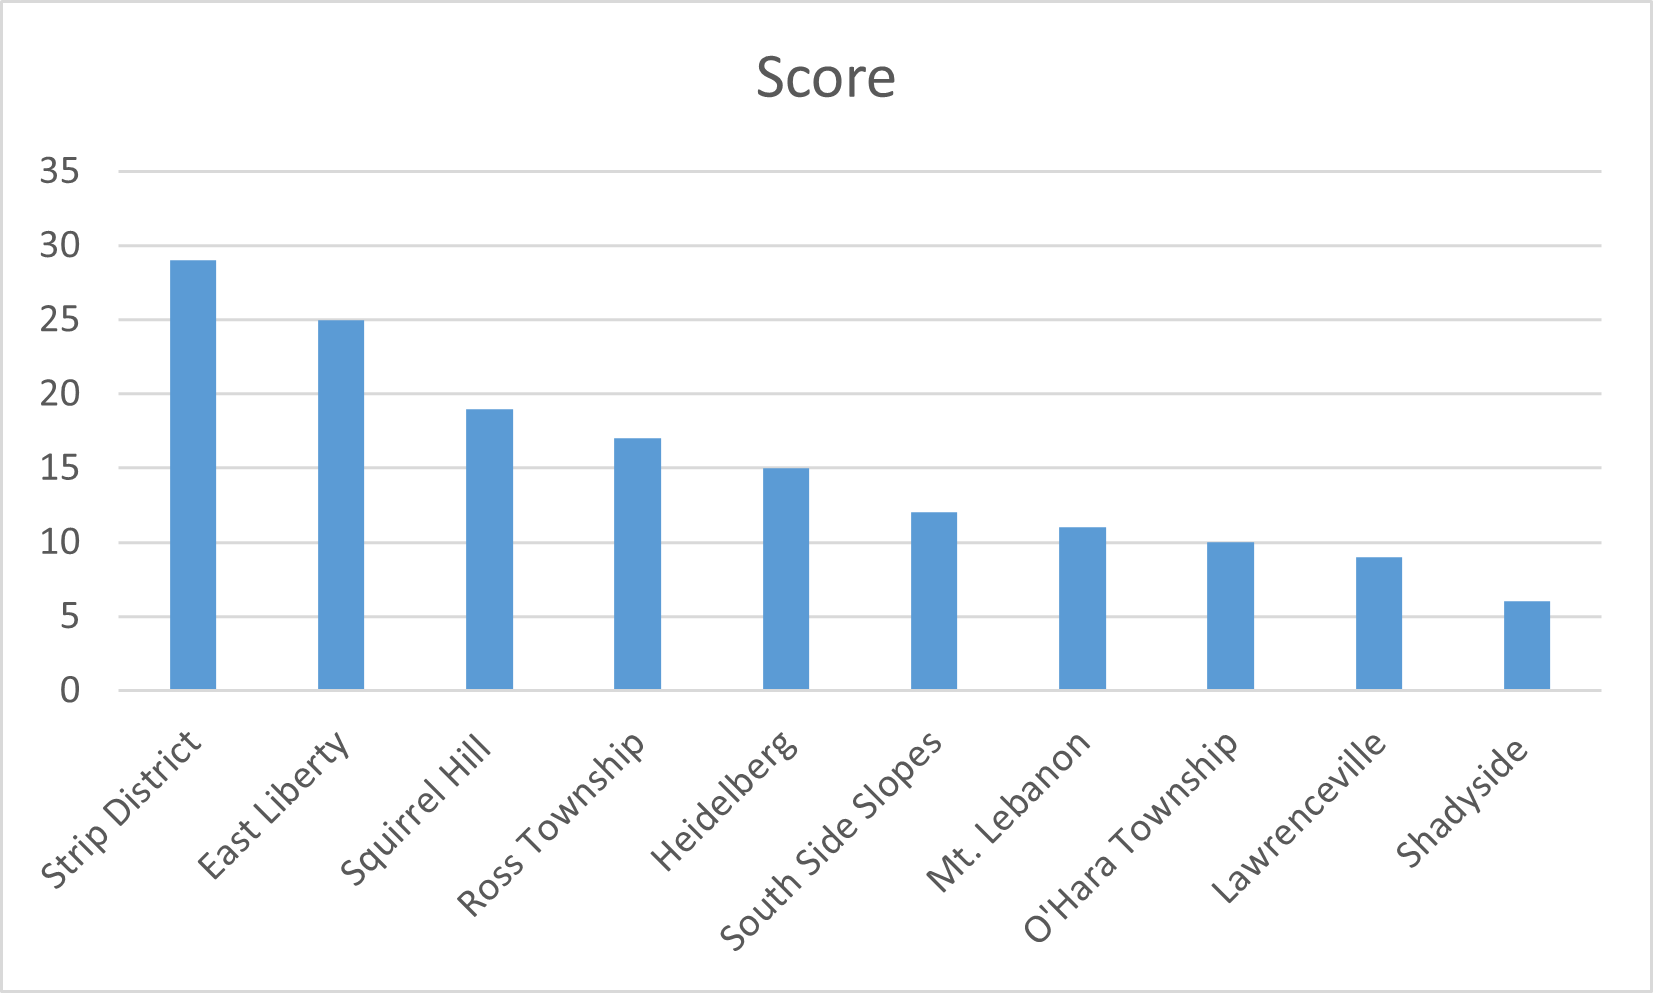 Score
35
30
25
20
15
10
5
0
Strip District
East Liberty
Squirrel Hill
Ross Township
Heidelberg
South Side Slopes
Mt. Lebanon
O'Hara Township
Lawrenceville
Shadyside